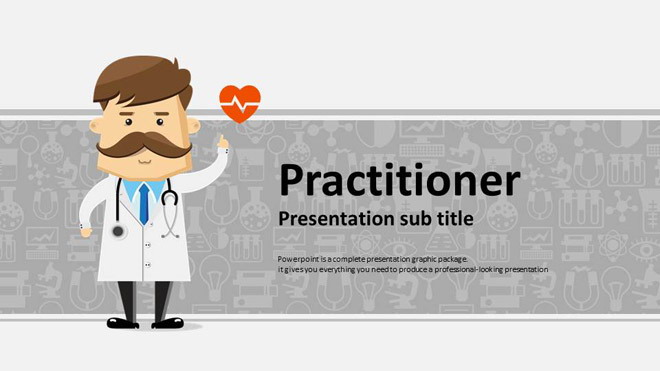 Practitioner
Presentation sub title
Powerpoint is a complete presentation graphic package.
it gives you everything you need to produce a professional-looking presentation